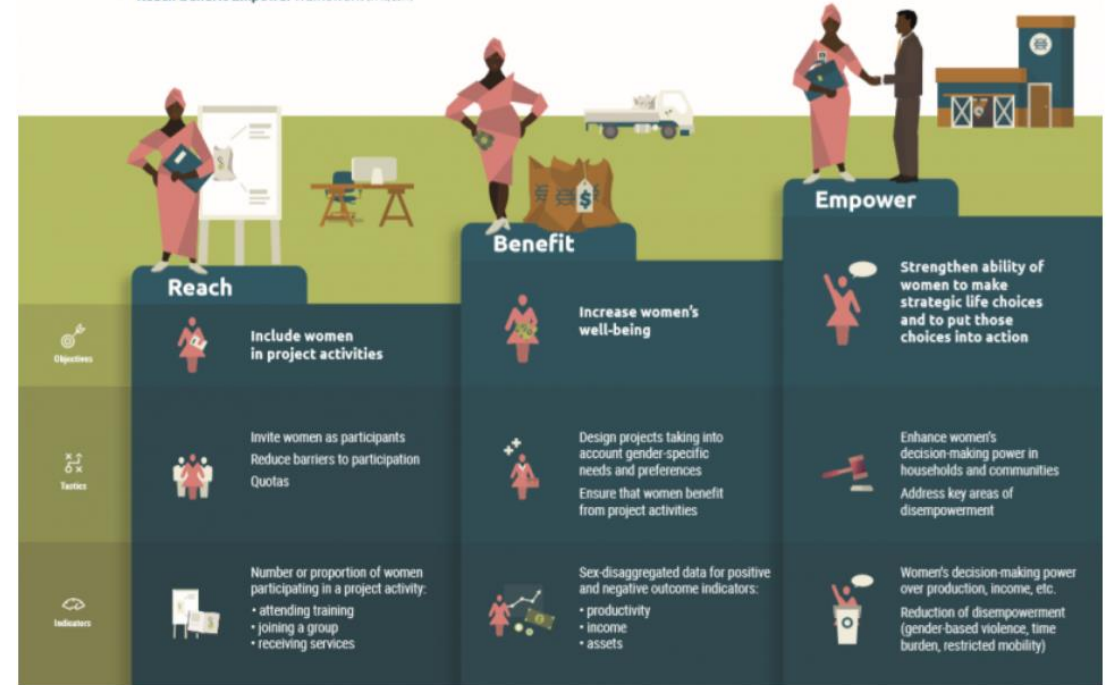 Reach
Include women
in project activities
Invite women as participants
Reduce barriers to participation
Quotas
Number or proportion of women
participating in a project activity:
• attending training
• joining a group
• receiving services
Benefit
Increase women's
well-being
Design projects taking into
account gender-specific
needs and preferences
Ensure that women benefit
from project activities
Sex-disaggregated data for positive
and negative outcome indicators:
• productivity
• income
• assets
Empower
Strengthen ability of
women to make
strategic life choices
and to put those
choices into action
Enhance women's
decision-making power in
households and communities
Address key areas of
disempowerment
Women's decision-making power
over production, income, etc.
Reduction of disempowerment
(gender-based violence, time
burden, restricted mobility)
Objectives
Tactics
Indicators
$
$